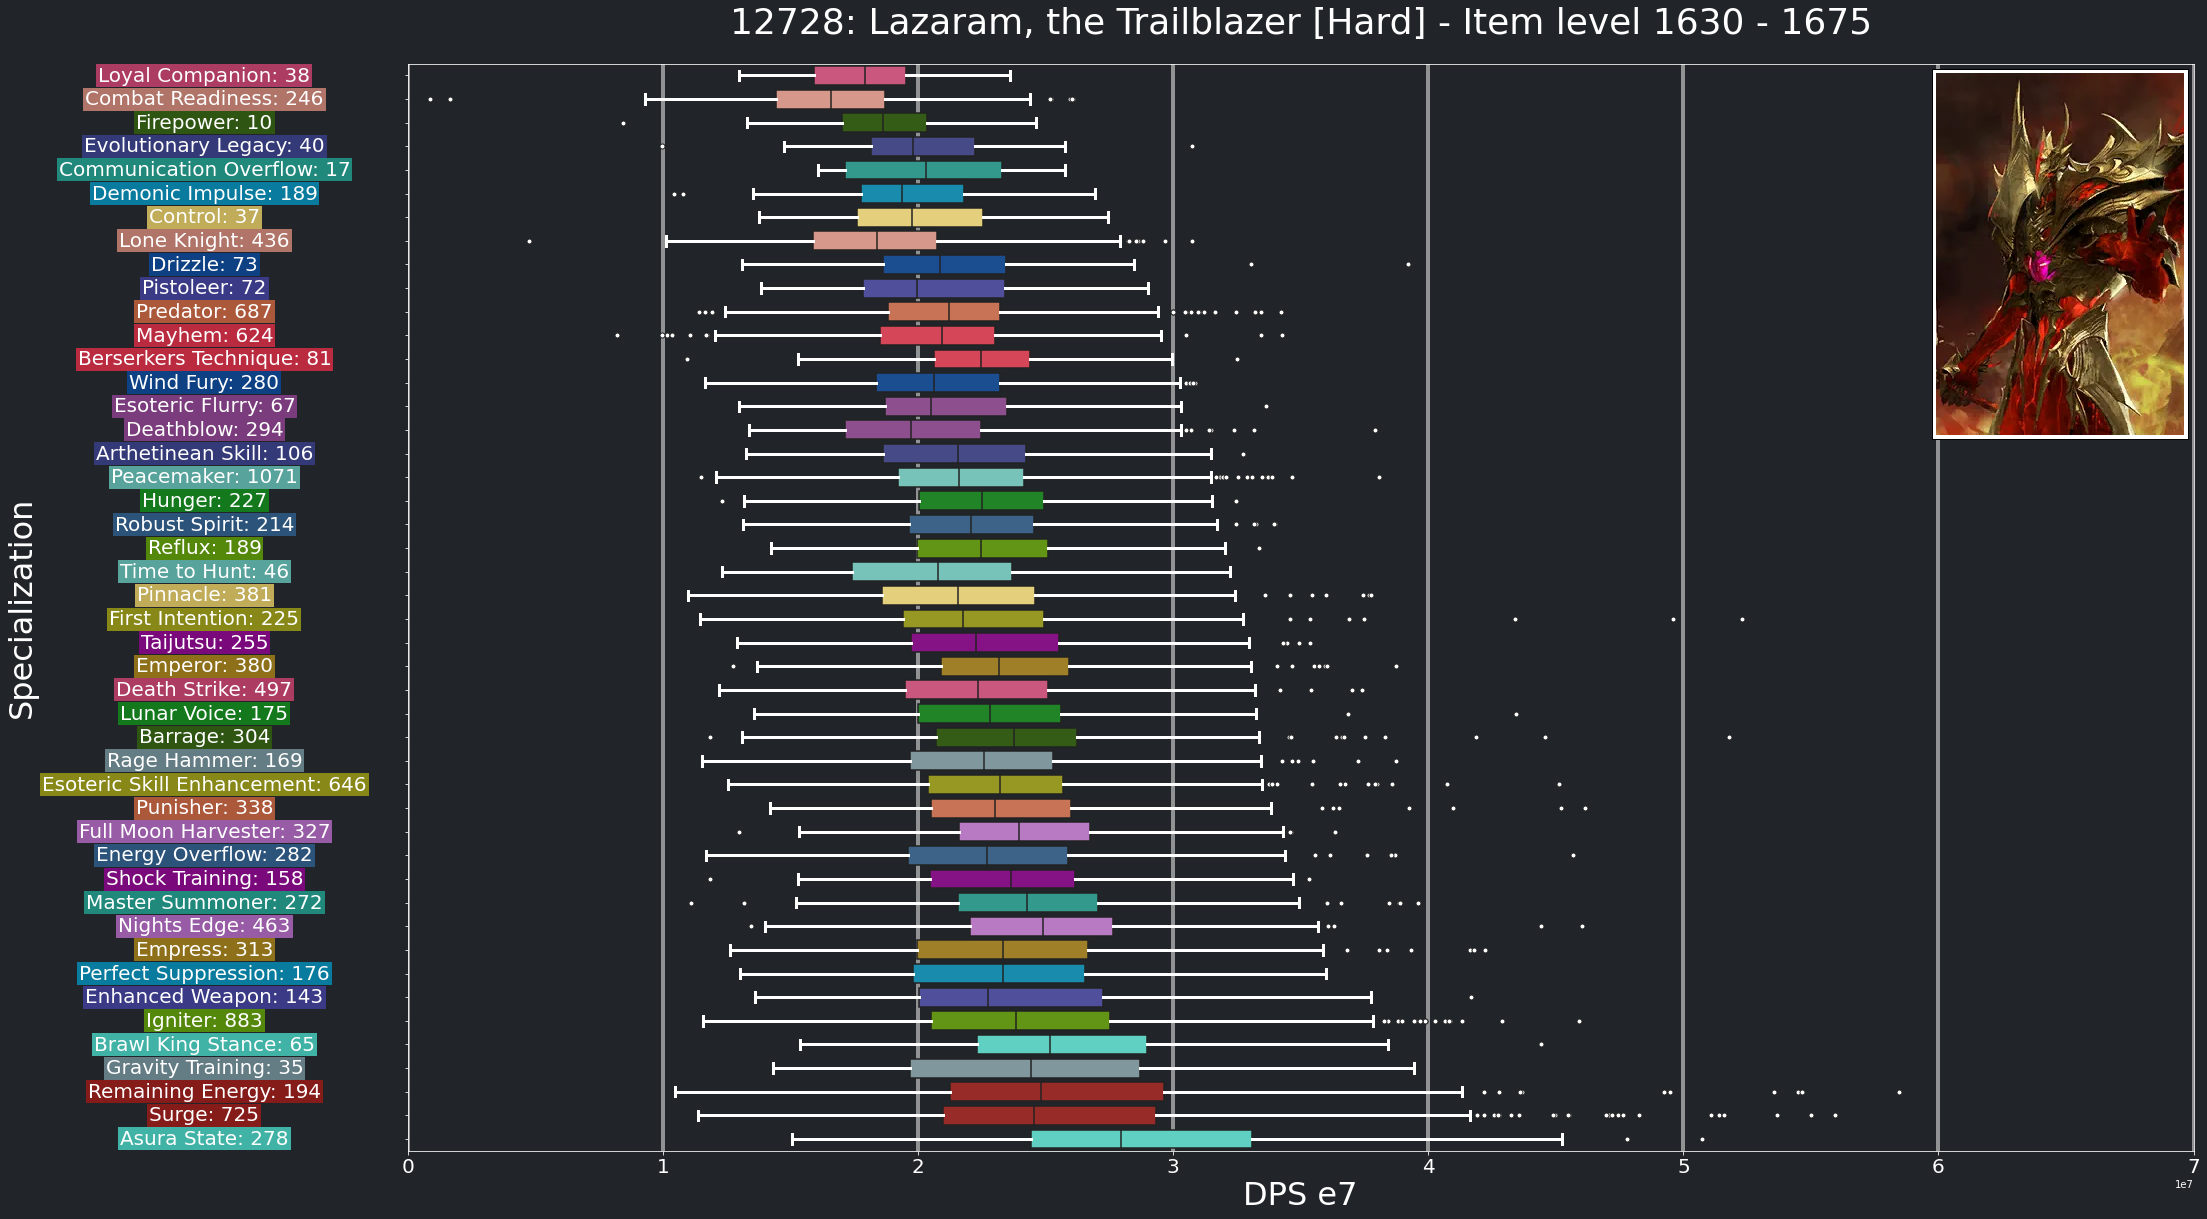 12728: Lazaram, the Trailblazer [Hard] - Item level 1630 - 1675
Specialization
Loyal Companion: 38
Combat Readiness: 246
Firepower: 10
Evolutionary Legacy: 40
Communication Overflow: 17
Demonic Impulse: 189
Control: 37
Lone Knight: 436
Drizzle: 73
Pistoleer: 72
Predator: 687
Mayhem: 624
Berserkers Technique: 81
Wind Fury: 280
Esoteric Flurry: 67
Deathblow: 294
Arthetinean Skill: 106
Peacemaker: 1071
Hunger: 227
Robust Spirit: 214
Reflux: 189
Time to Hunt: 46
Pinnacle: 381
First Intention: 225
Taijutsu: 255
Emperor: 380
Death Strike: 497
Lunar Voice: 175
Barrage: 304
Rage Hammer: 169
Esoteric Skill Enhancement: 646
Punisher: 338
Full Moon Harvester: 327
Energy Overflow: 282
Shock Training: 158
Master Summoner: 272
Nights Edge: 463
Empress: 313
Perfect Suppression: 176
Enhanced Weapon: 143
Igniter: 883
Brawl King Stance: 65
Gravity Training: 35
Remaining Energy: 194
Surge: 725
Asura State: 278
0 1 2 3 4 5 6 7
1e7
DPS e7